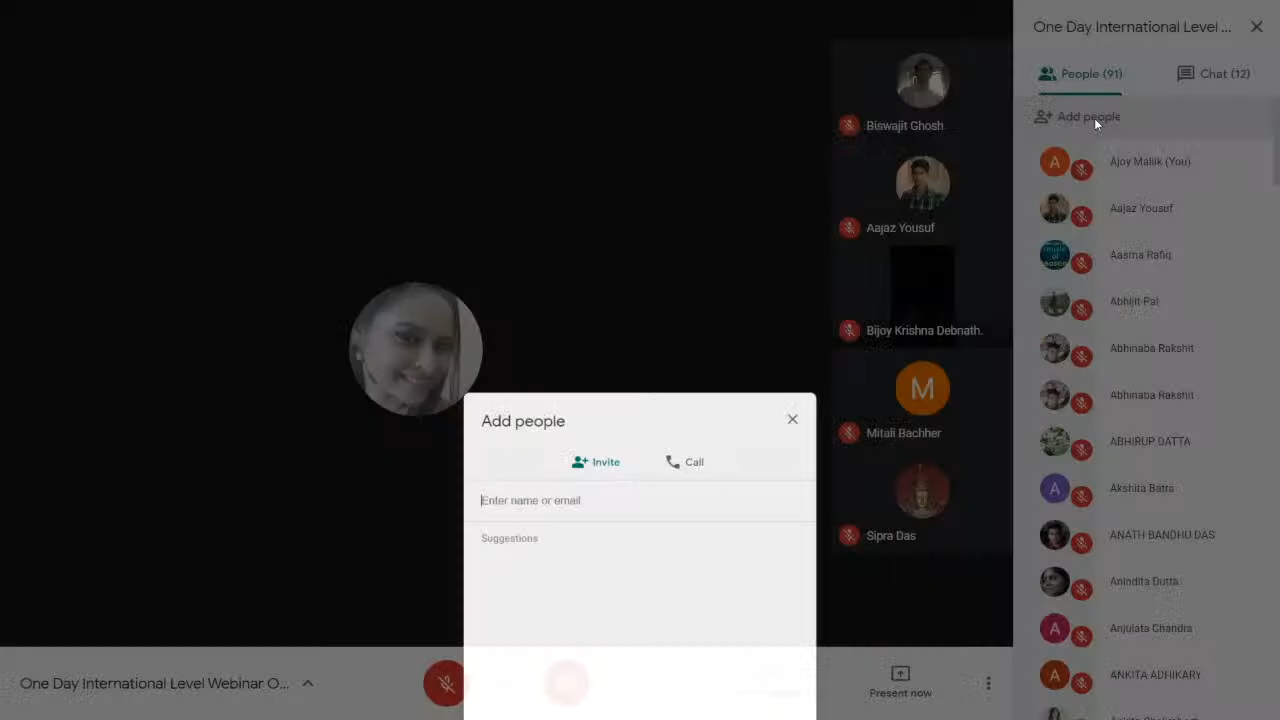 One Day International Level ...
People (91)
Chat (12)
Add people
Biswajit Ghosh
Aajaz Yousuf
Bijoy Krishna Debnath.
M
Mitali Bachher
Sipra Das
A
Ajoy Mallik (You)
Aajaz Yousuf
Aasma Rafiq
Abhijit Pal
Abhinaba Rakshit
Abhinaba Rakshit
ABHIRUP DATTA
A
Akshita Batra
ANATH BANDHU DAS
Anindita Dutta
A
Anjulata Chandra
A
ANKITA ADHIKARY
Add people
Invite
Call
Enter name or email
Suggestions
One Day International Level Webinar O...
Present now